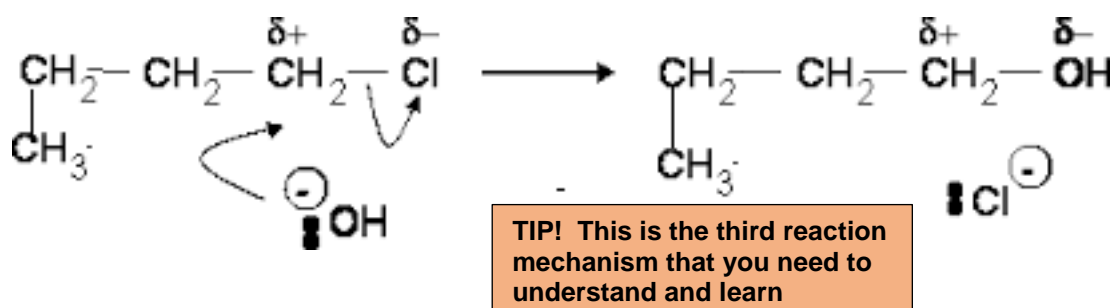 δ+ δ– δ+ δ–
CH₂— CH₂— CH₂— Cl → CH₂— CH₂— CH₂— OH
CH₃- CH₃-
- -
:OH - :Cl
TIP! This is the third reaction
mechanism that you need to
understand and learn